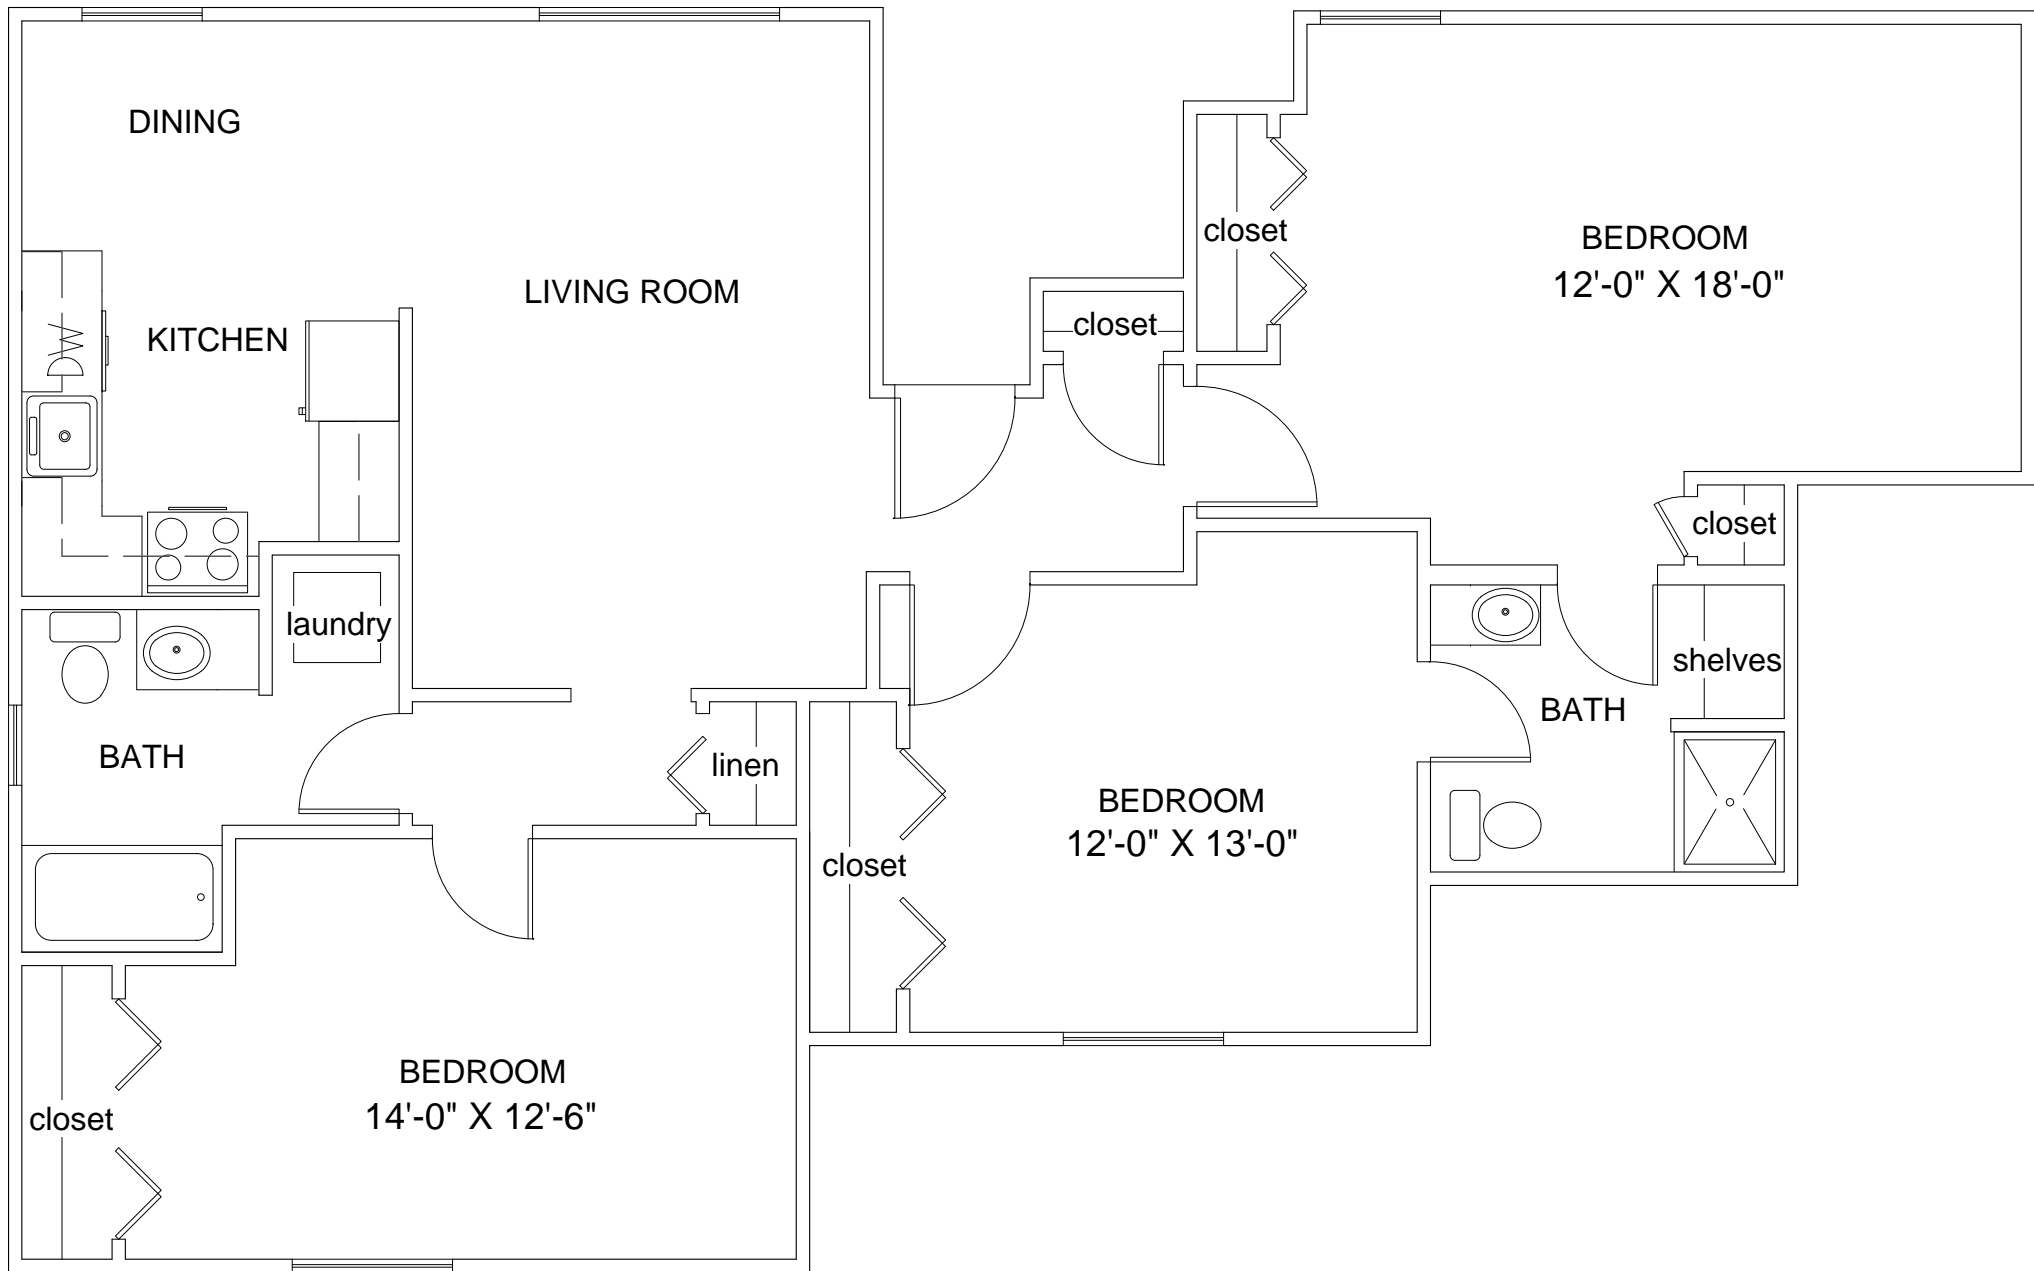 DINING
LIVING ROOM
KITCHEN
closet
closet
BEDROOM
12'-0" X 18'-0"
closet
laundry
shelves
BATH
BATH
linen
BEDROOM
12'-0" X 13'-0"
closet
BEDROOM
14'-0" X 12'-6"
closet